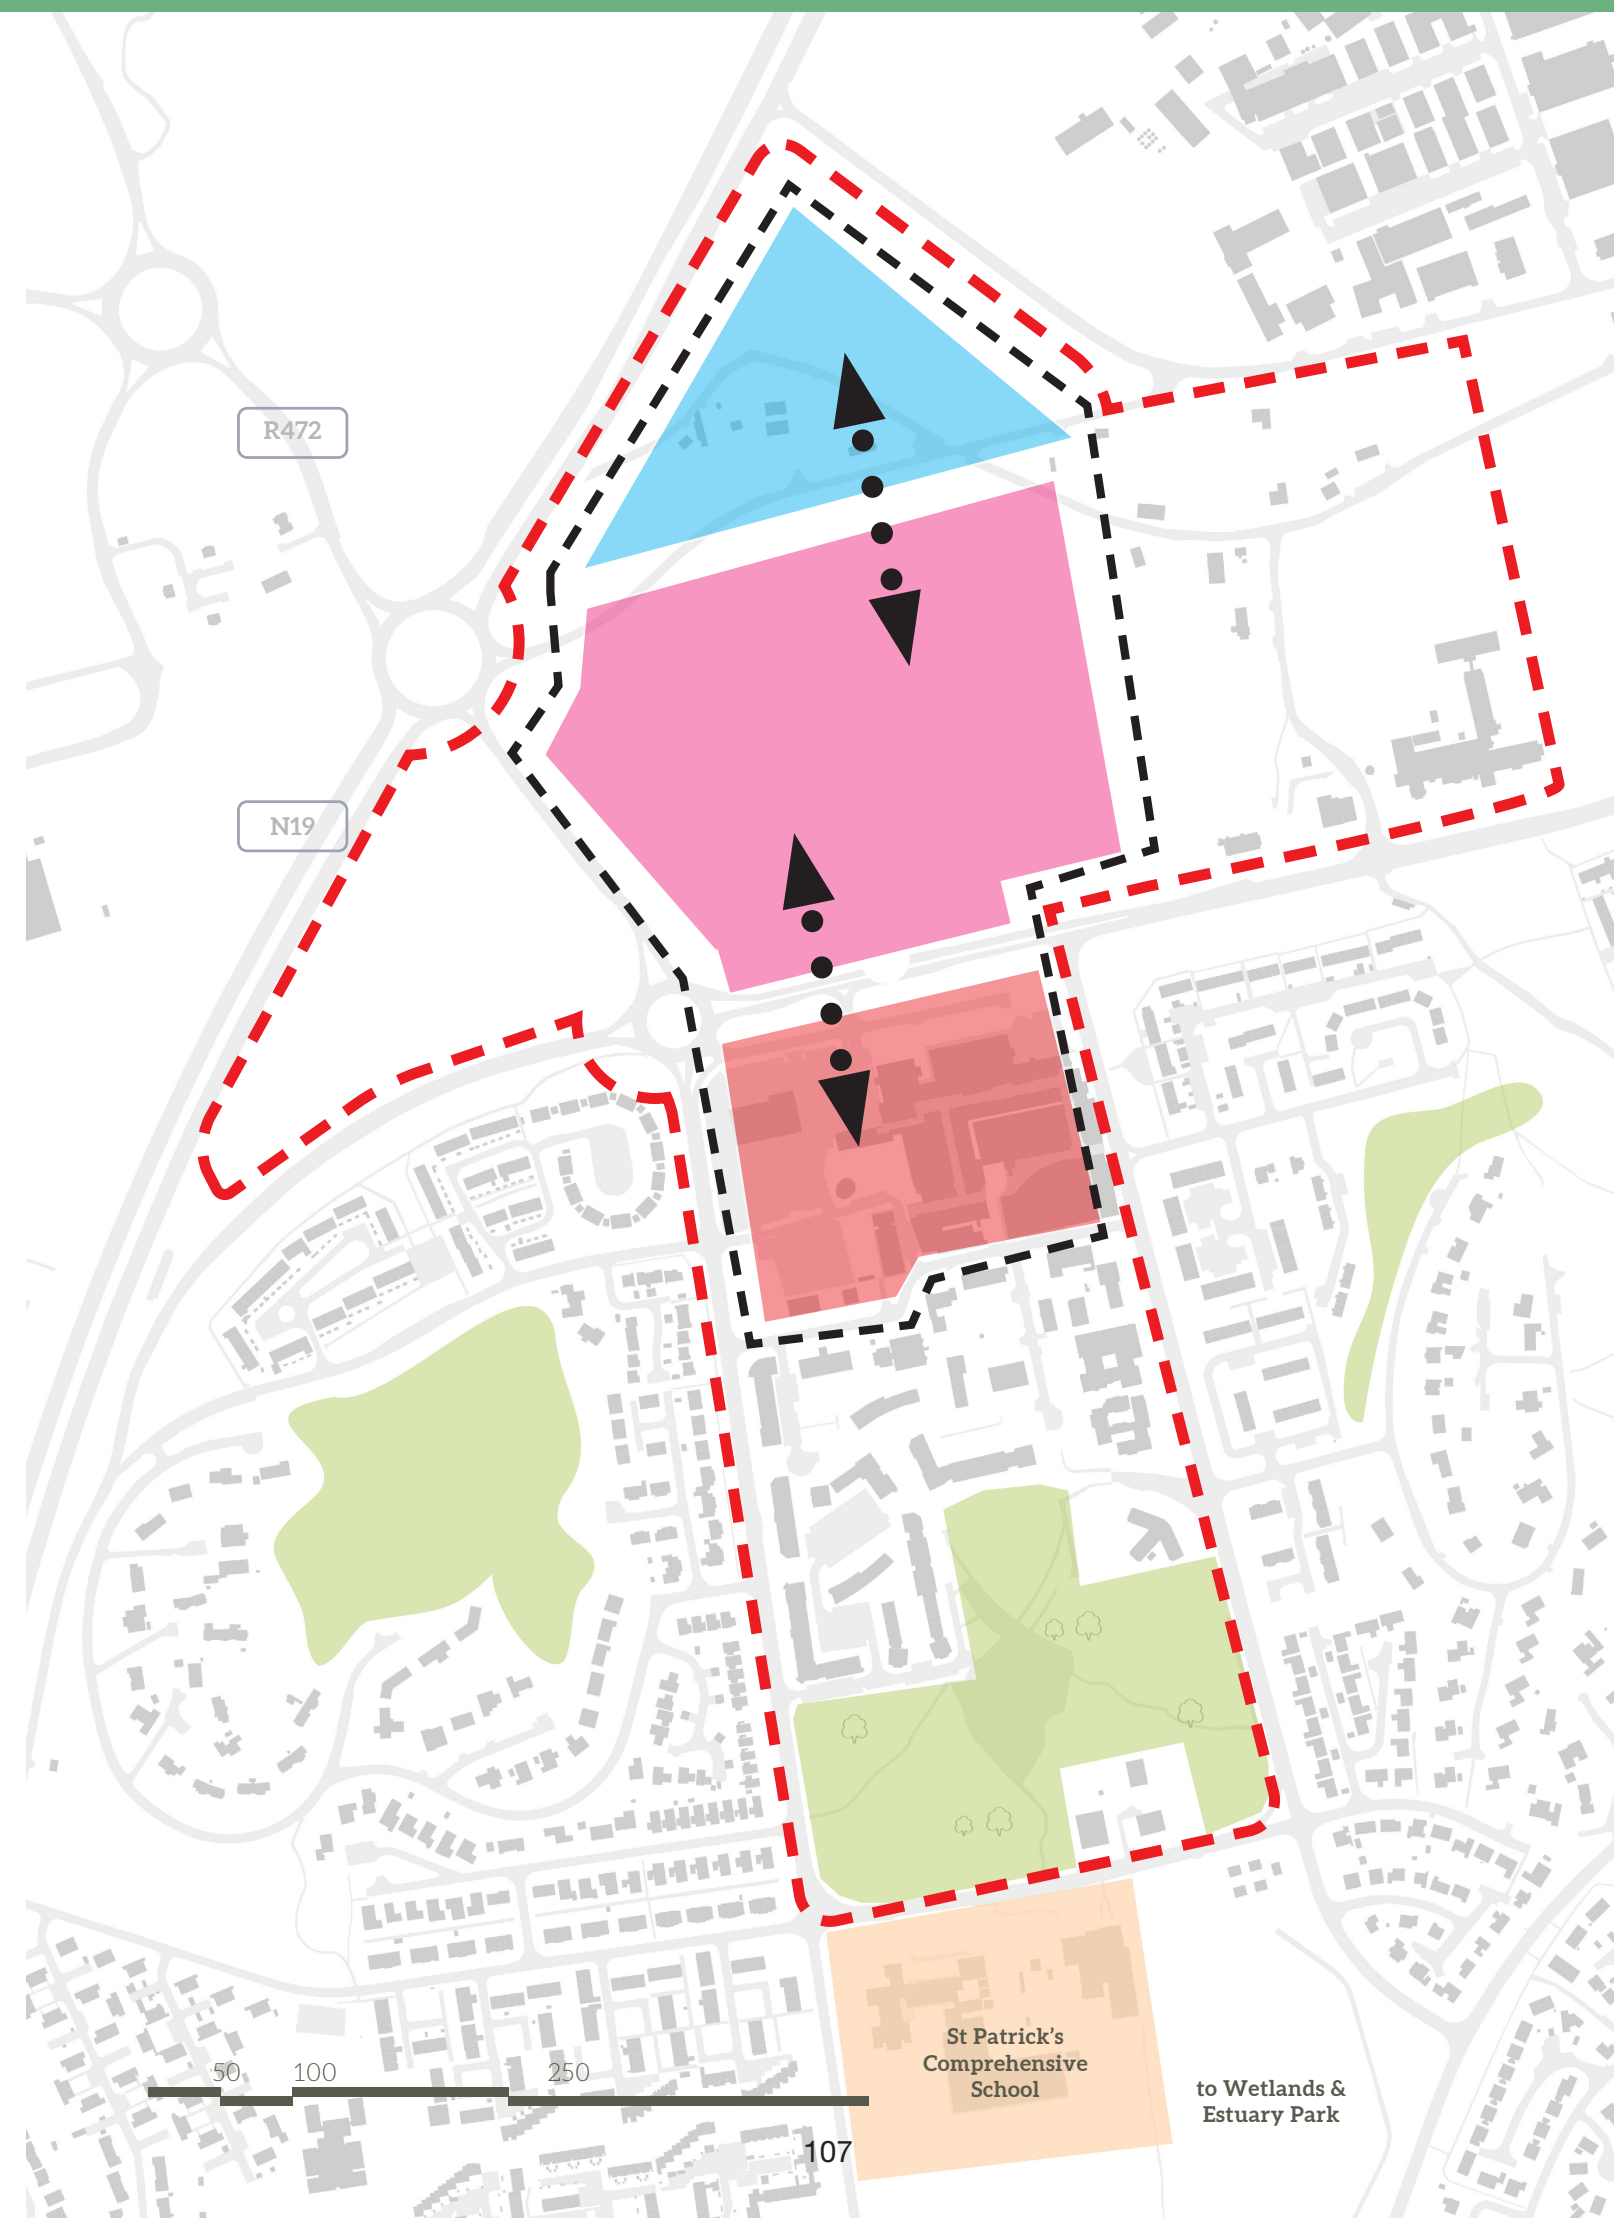 R472
N19
St Patrick’s
Comprehensive
School
50 100 250
to Wetlands &
Estuary Park
107